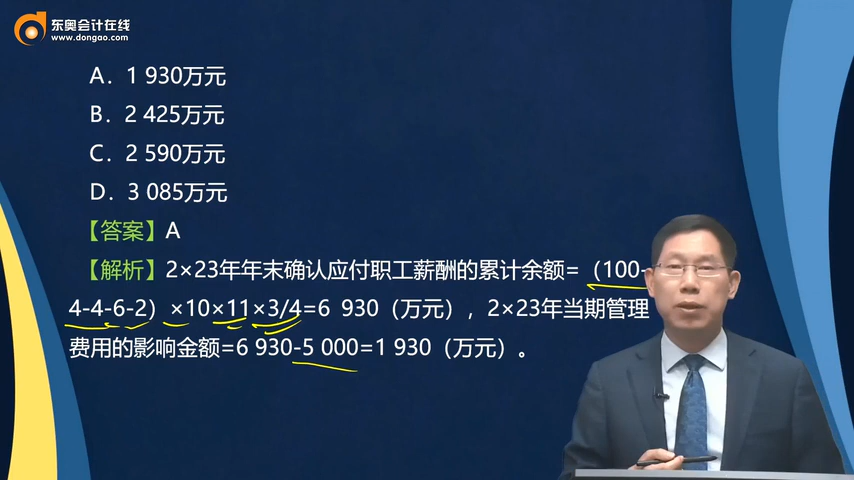 东奥会计在线
www.dongao.com
A．1 930万元
B．2 425万元
C．2 590万元
D．3 085万元
【答案】A
【解析】2×23年年末确认应付职工薪酬的累计余额=（100-
4-4-6-2）×10×11×3/4=6 930（万元），2×23年当期管理
费用的影响金额=6 930-5 000=1 930（万元）。